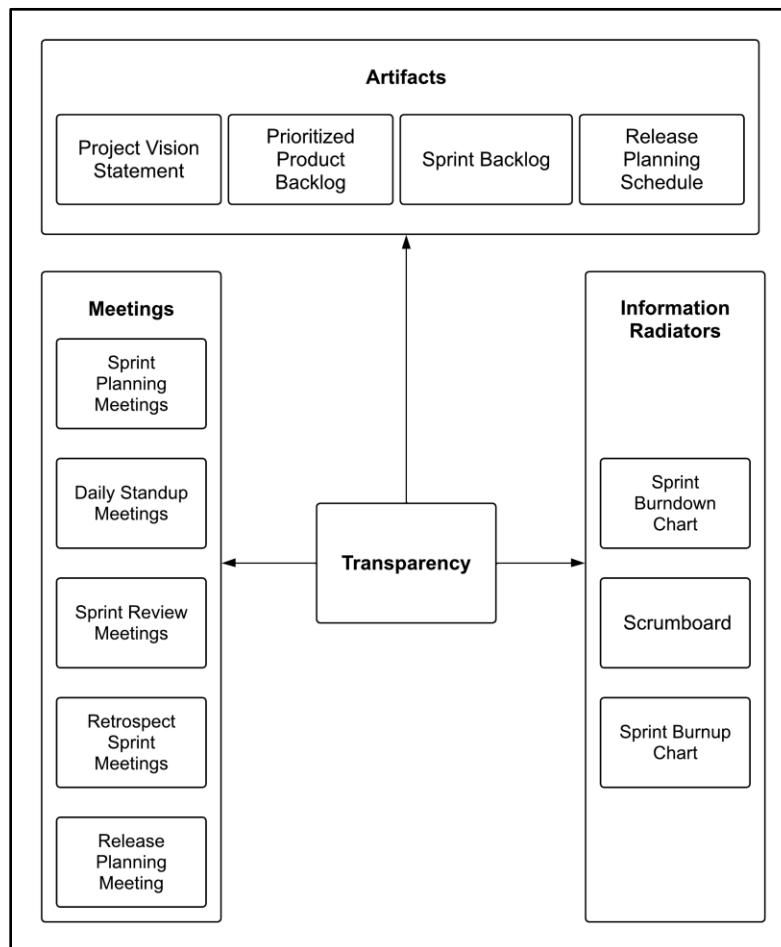 Artifacts
Project Vision
Statement
Prioritized
Product
Backlog
Sprint Backlog
Release
Planning
Schedule
Meetings
Sprint
Planning
Meetings
Daily Standup
Meetings
Sprint Review
Meetings
Retrospect
Sprint
Meetings
Release
Planning
Meeting
Transparency
Information
Radiators
Sprint
Burndown
Chart
Scrumboard
Sprint Burnup
Chart